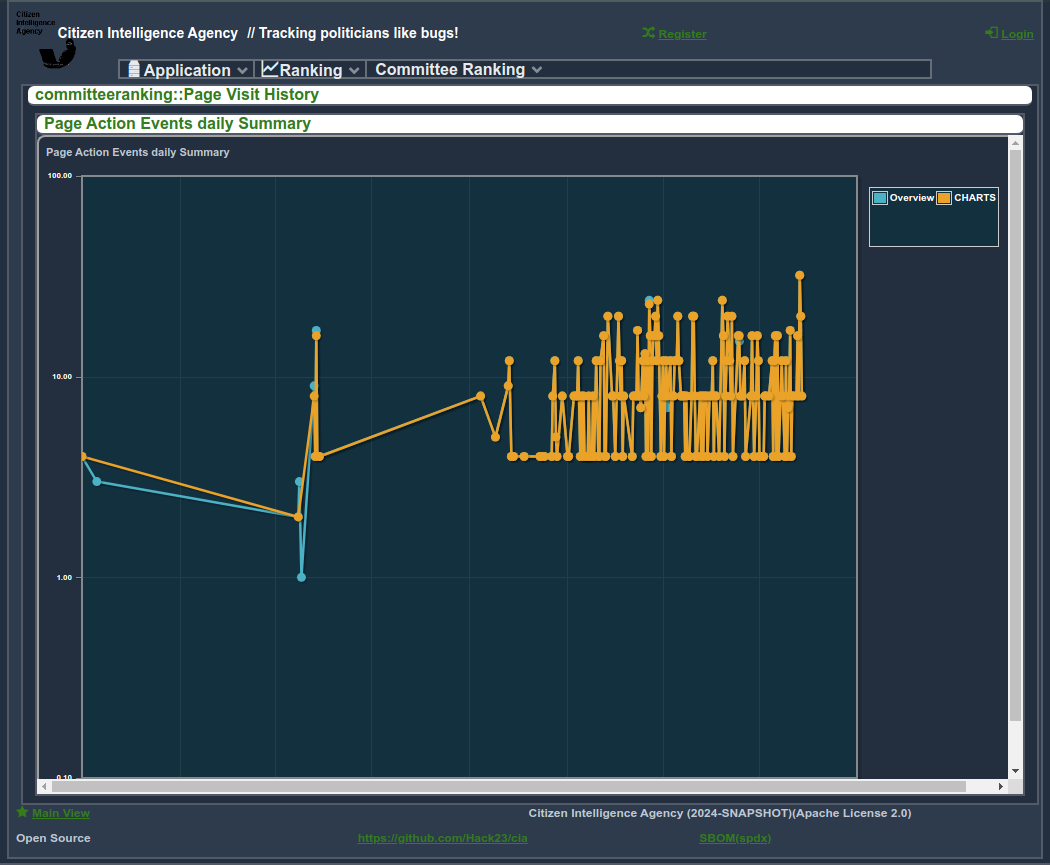 Citizen
Intelligence
Agency
Citizen Intelligence Agency // Tracking politicians like bugs!
Register
Login
Application
Ranking
Committee Ranking
committeeranking::Page Visit History
Page Action Events daily Summary
Page Action Events daily Summary
100.00
Overview CHARTS
10.00
1.00
0.10
Main View
Citizen Intelligence Agency (2024-SNAPSHOT)(Apache License 2.0)
Open Source
https://github.com/Hack23/cia
SBOM(spdx)